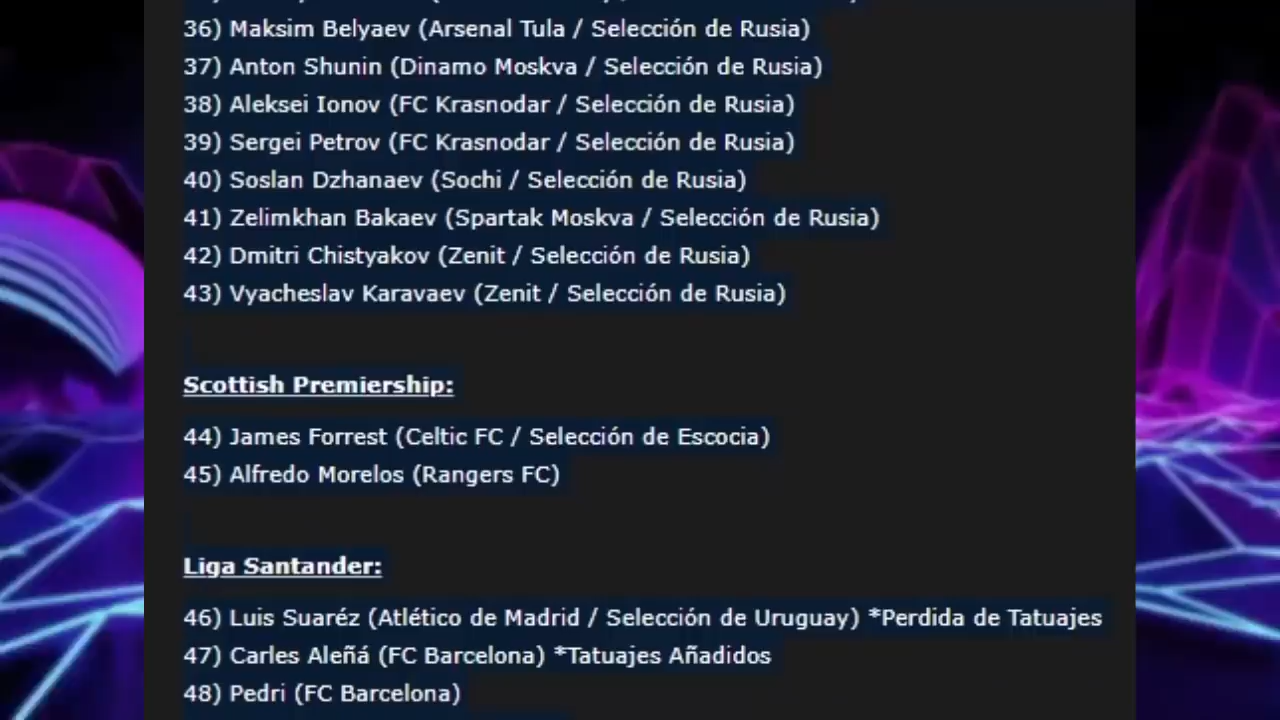 36) Maksim Belyaev (Arsenal Tula / Selección de Rusia)
37) Anton Shunin (Dinamo Moskva / Selección de Rusia)
38) Aleksei Ionov (FC Krasnodar / Selección de Rusia)
39) Sergei Petrov (FC Krasnodar / Selección de Rusia)
40) Soslan Dzhanaev (Sochi / Selección de Rusia)
41) Zelimkhan Bakaev (Spartak Moskva / Selección de Rusia)
42) Dmitri Chistyakov (Zenit / Selección de Rusia)
43) Vyacheslav Karavaev (Zenit / Selección de Rusia)
Scottish Premiership:
44) James Forrest (Celtic FC / Selección de Escocia)
45) Alfredo Morelos (Rangers FC)
Liga Santander:
46) Luis Suaréz (Atlético de Madrid / Selección de Uruguay) *Perdida de Tatuajes
47) Carles Aleñá (FC Barcelona) *Tatuajes Añadidos
48) Pedri (FC Barcelona)